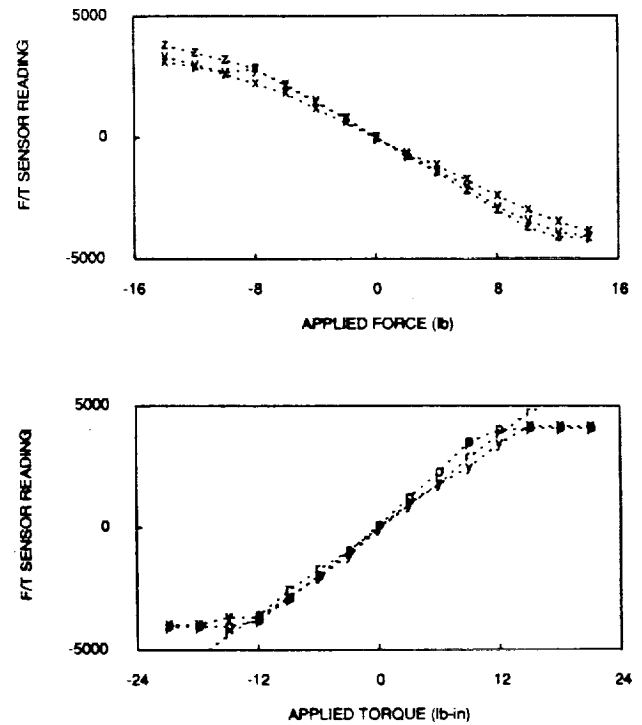 5000
F/T SENSOR READING
0
-5000
-16 -8 0 8 16
APPLIED FORCE (lb)
5000
F/T SENSOR READING
0
-5000
-24 -12 0 12 24
APPLIED TORQUE (lb-in)